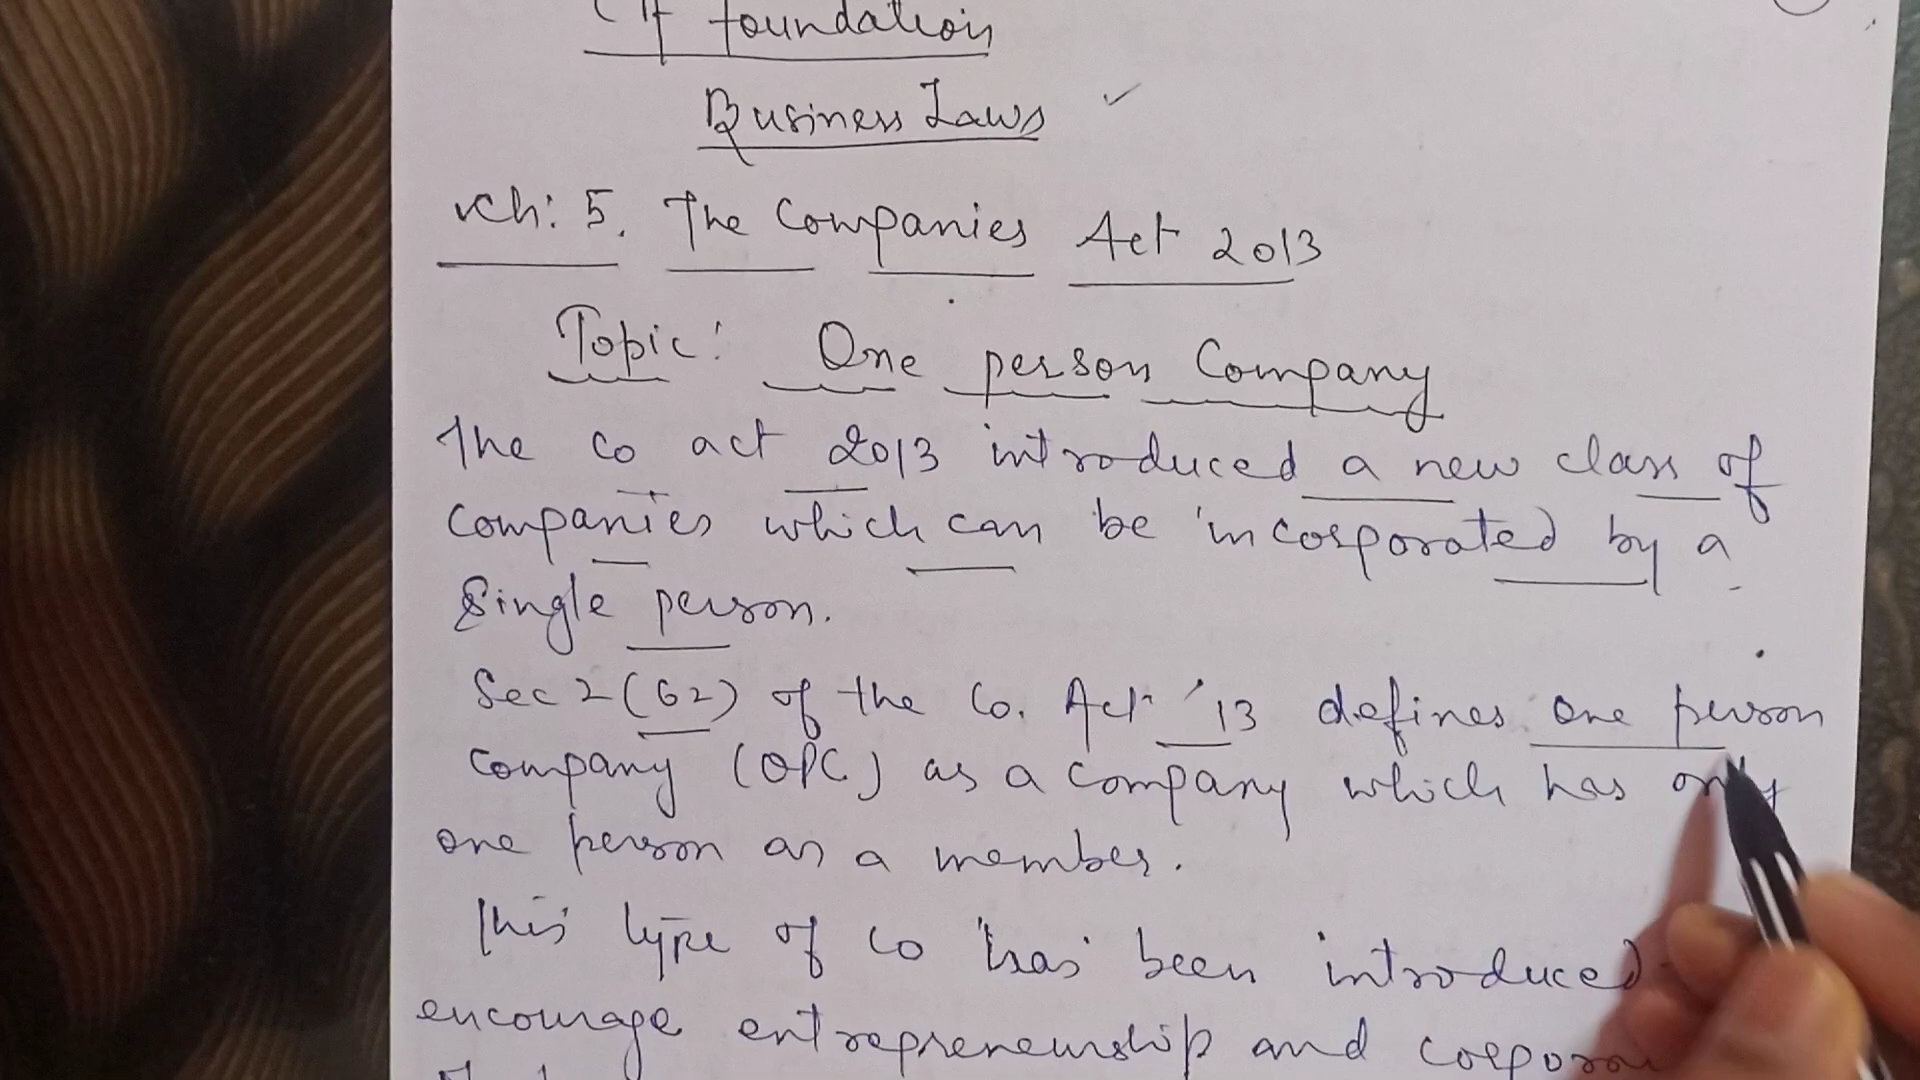 foundation
Business Laws
Ch: 5. The Companies Act 2013
Topic: One person Company
The Co act 2013 introduced a new class of
Companies which can be incorporated by a
Single person.
Sec 2 (62) of the Co. Act '13 defines one person
Company (OPC) as a company which has only
one person as a member.
This type of co has been introduced
encourage entrepreneurship and